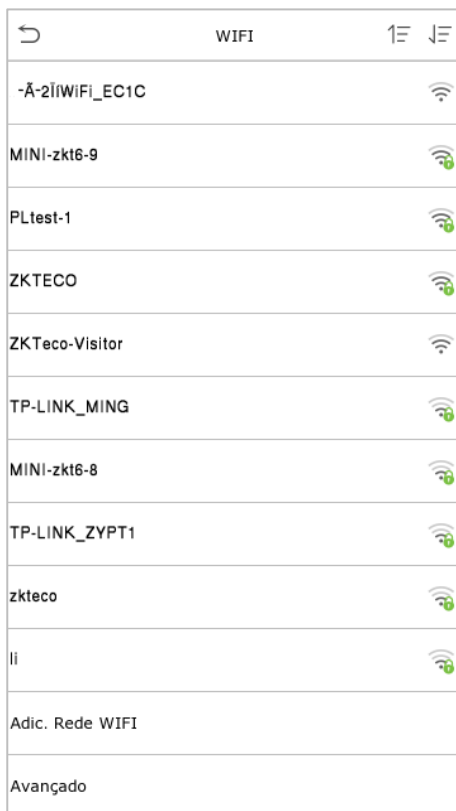 WIFI
-Ã-2ÏíWiFi_EC1C
MINI-zkt6-9
PLtest-1
ZKTECO
ZKTeco-Visitor
TP-LINK_MING
MINI-zkt6-8
TP-LINK_ZYPT1
zkteco
li
Adic. Rede WIFI
Avançado